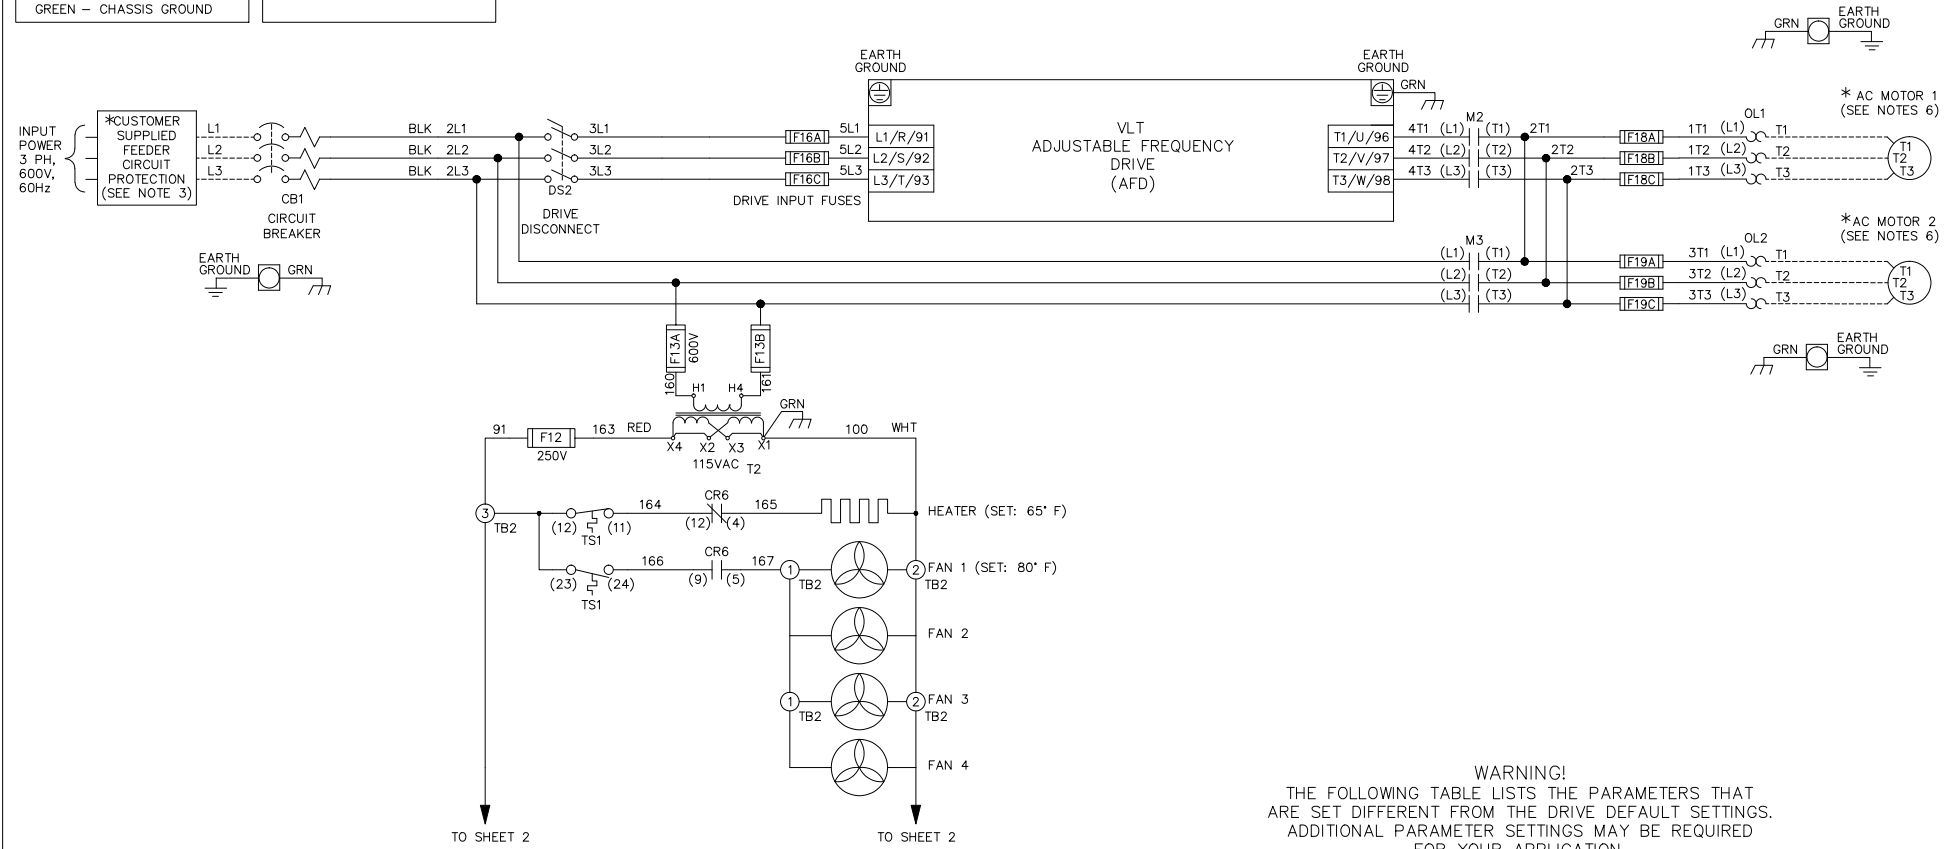 GREEN – CHASSIS GROUND
GRN
EARTH
GROUND
EARTH
GROUND
EARTH
GROUND
GRN
INPUT
POWER
3 PH,
600V,
60Hz
*CUSTOMER
SUPPLIED
FEEDER
CIRCUIT
PROTECTION
(SEE NOTE 3)
L1
L2
L3
CB1
CIRCUIT
BREAKER
BLK 2L1
BLK 2L2
BLK 2L3
DS2
DRIVE
DISCONNECT
3L1
3L2
3L3
F16A
F16B
F16C
DRIVE INPUT FUSES
5L1
5L2
5L3
L1/R/91
L2/S/92
L3/T/93
VLT
ADJUSTABLE FREQUENCY
DRIVE
(AFD)
T1/U/96
T2/V/97
T3/W/98
M2
4T1 (L1) (T1)
4T2 (L2) (T2)
4T3 (L3) (T3)
2T1
2T2
2T3
F18A
F18B
F18C
OL1
1T1 (L1) T1
1T2 (L2) T2
1T3 (L3) T3
* AC MOTOR 1
(SEE NOTES 6)
T1
T2
T3
EARTH
GROUND
GRN
M3
(L1) (T1)
(L2) (T2)
(L3) (T3)
F19A
F19B
F19C
OL2
3T1 (L1) T1
3T2 (L2) T2
3T3 (L3) T3
*AC MOTOR 2
(SEE NOTES 6)
T1
T2
T3
GRN
EARTH
GROUND
F13A
600V
F13B
160
161
H1 H4
GRN
91
F12
250V
163 RED
X4 X2 X3 X1
115VAC T2
100 WHT
3
TB2
(12) (11)
TS1
164
CR6
(12) (4)
165
HEATER (SET: 65° F)
(23) (24)
TS1
166
CR6
(9) (5)
167
1
TB2
2
TB2
FAN 1 (SET: 80° F)
FAN 2
1
TB2
2
TB2
FAN 3
FAN 4
TO SHEET 2
TO SHEET 2
WARNING!
THE FOLLOWING TABLE LISTS THE PARAMETERS THAT
ARE SET DIFFERENT FROM THE DRIVE DEFAULT SETTINGS.
ADDITIONAL PARAMETER SETTINGS MAY BE REQUIRED
FOR YOUR APPLICATION